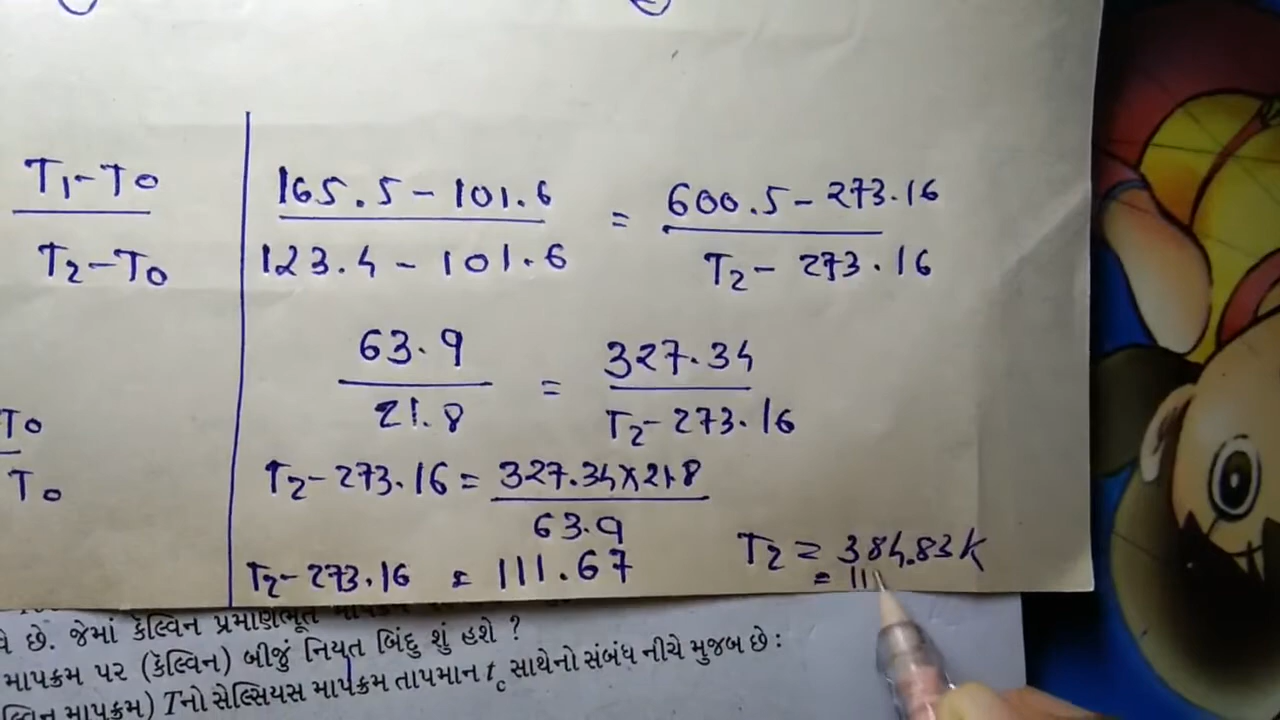 T1-T0
T2-T0
T0
T0
165.5-101.6 = 600.5-273.16
123.4-101.6 T2-273.16
63.9 = 327.34
21.8 T2-273.16
T2-273.16 = 327.34×21.8
63.9
T2-273.16 = 111.67
T2 = 384.83K
= 111
છે. જેમાં કેલ્વિન પ્રમાણભૂત
માપક્રમ પર (કેલ્વિન) બીજું નિયત બિંદુ શું હશે ?
માપક્રમ) Tનો સેલ્સિયસ માપક્રમ તાપમાન tc સાથેનો સંબંધ નીચે મુજબ છે :